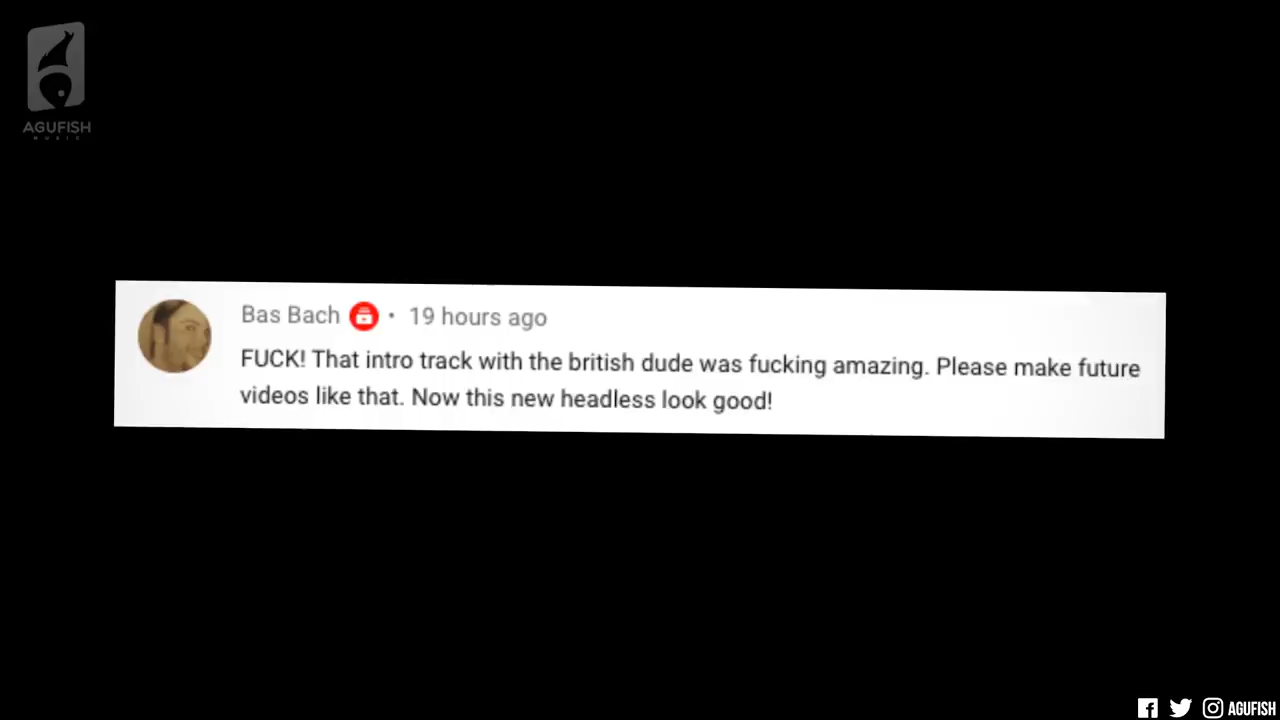 AGUFISH
MUSIC
Bas Bach • 19 hours ago
FUCK! That intro track with the british dude was fucking amazing. Please make future
videos like that. Now this new headless look good!
AGUFISH